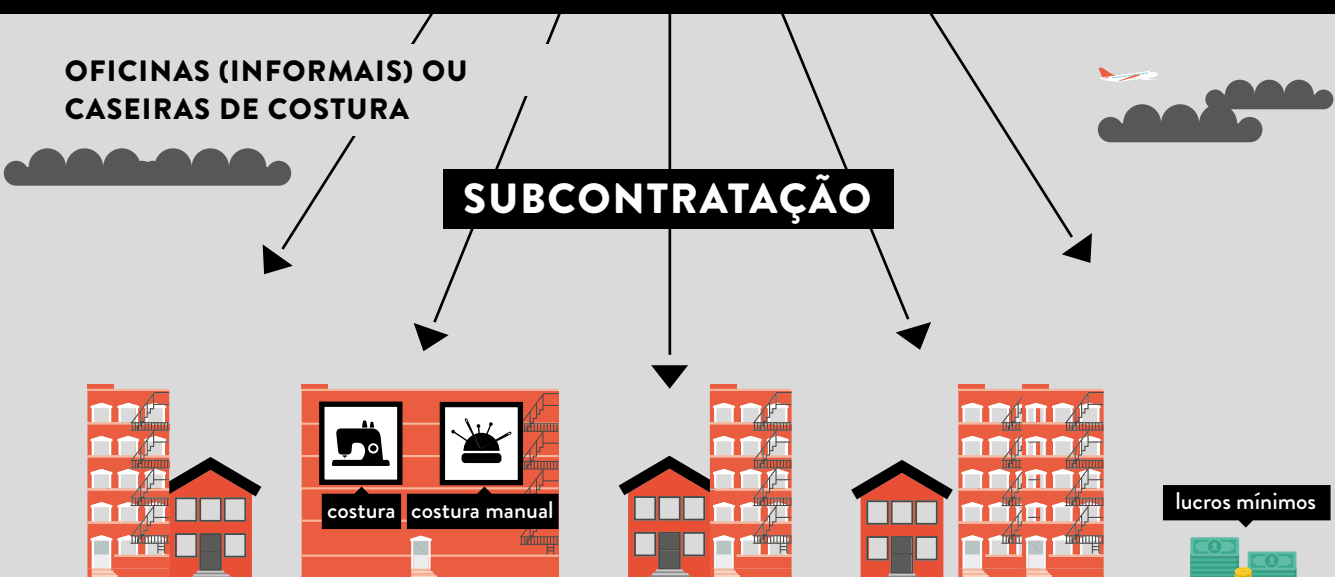 OFICINAS (INFORMAIS) OU
CASEIRAS DE COSTURA
SUBCONTRATAÇÃO
costura
costura manual
lucros mínimos